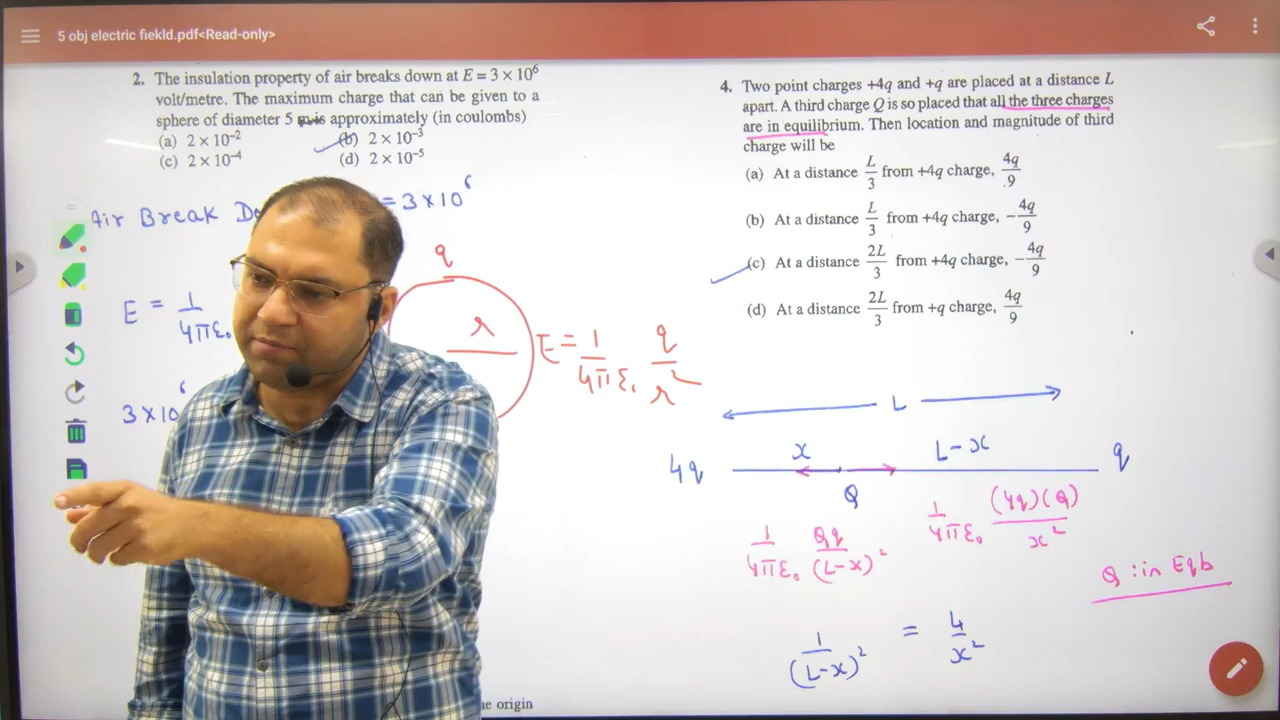 5 obj electric fiekld.pdf<Read-only>
2. The insulation property of air breaks down at E = 3 × 10⁶
volt/metre. The maximum charge that can be given to a
sphere of diameter 5 is approximately (in coulombs)
(a) 2 × 10⁻² (b) 2 × 10⁻³
(c) 2 × 10⁻⁴ (d) 2 × 10⁻⁵
Air Break = 3 × 10⁶
q
E = 1/4πε₀
r
E = 1/4πε₀ q/r²
3 × 10⁶
e origin
4. Two point charges +4q and +q are placed at a distance L
apart. A third charge Q is so placed that all the three charges
are in equilibrium. Then location and magnitude of third
charge will be
(a) At a distance L/3 from +4q charge, 4q/9
(b) At a distance L/3 from +4q charge, −4q/9
(c) At a distance 2L/3 from +4q charge, −4q/9
(d) At a distance 2L/3 from +q charge, 4q/9
L
x L−x
4q Q q
1/4πε₀ Qq/(L−x)² 1/4πε₀ (4q)(Q)/x²
Q : in Eqb
1/(L−x)² = 4/x²